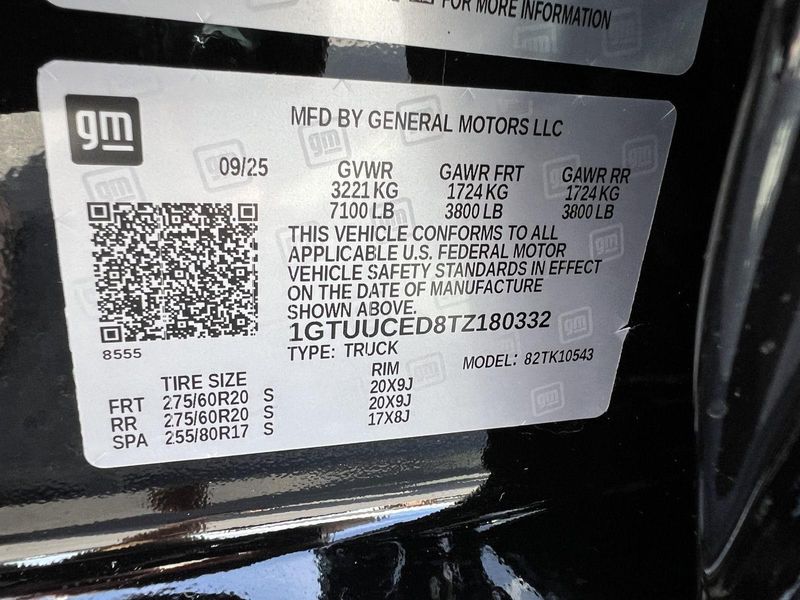 FOR MORE INFORMATION
gm
MFD BY GENERAL MOTORS LLC
09/25
GVWR GAWR FRT GAWR RR
3221 KG 1724 KG 1724 KG
7100 LB 3800 LB 3800 LB
THIS VEHICLE CONFORMS TO ALL
APPLICABLE U.S. FEDERAL MOTOR
VEHICLE SAFETY STANDARDS IN EFFECT
ON THE DATE OF MANUFACTURE
SHOWN ABOVE.
1GTUUCED8TZ180332
8555
TYPE: TRUCK MODEL: 82TK10543
TIRE SIZE RIM
FRT 275/60R20 S 20X9J
RR 275/60R20 S 20X9J
SPA 255/80R17 S 17X8J